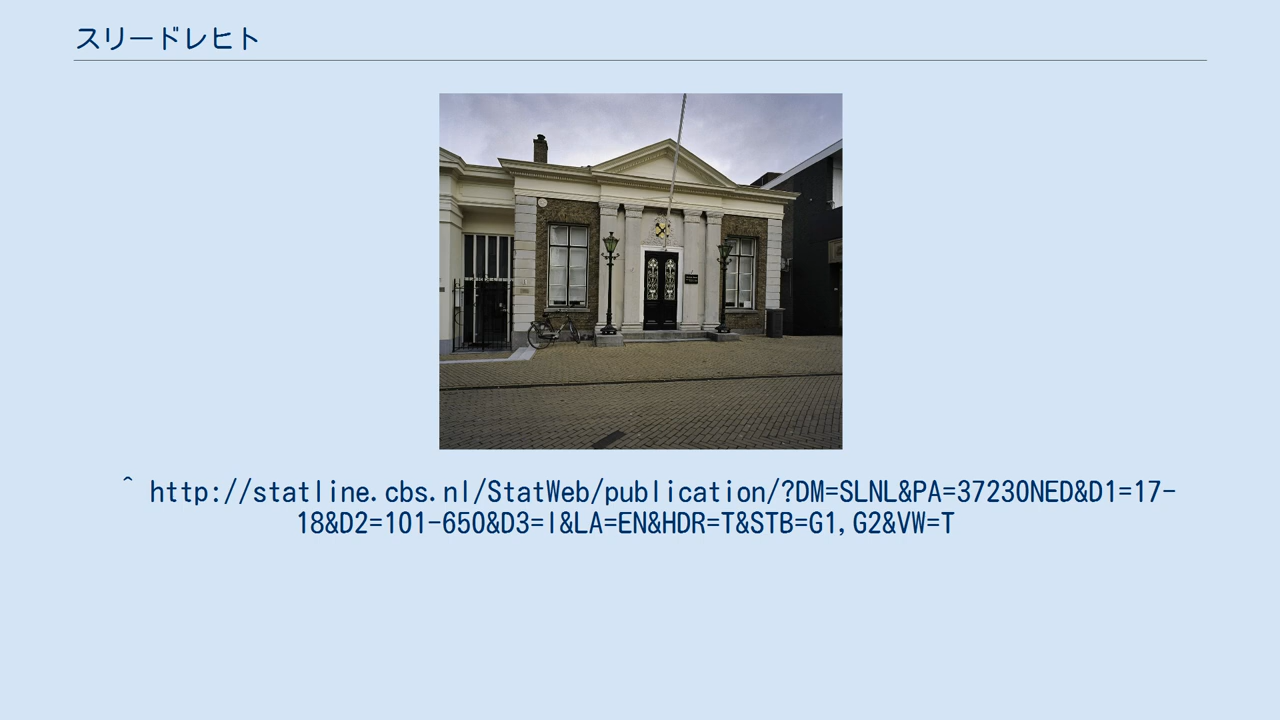 スリードレヒト
^ http://statline.cbs.nl/StatWeb/publication/?DM=SLNL&PA=37230NED&D1=17-
18&D2=101-650&D3=l&LA=EN&HDR=T&STB=G1,G2&VW=T